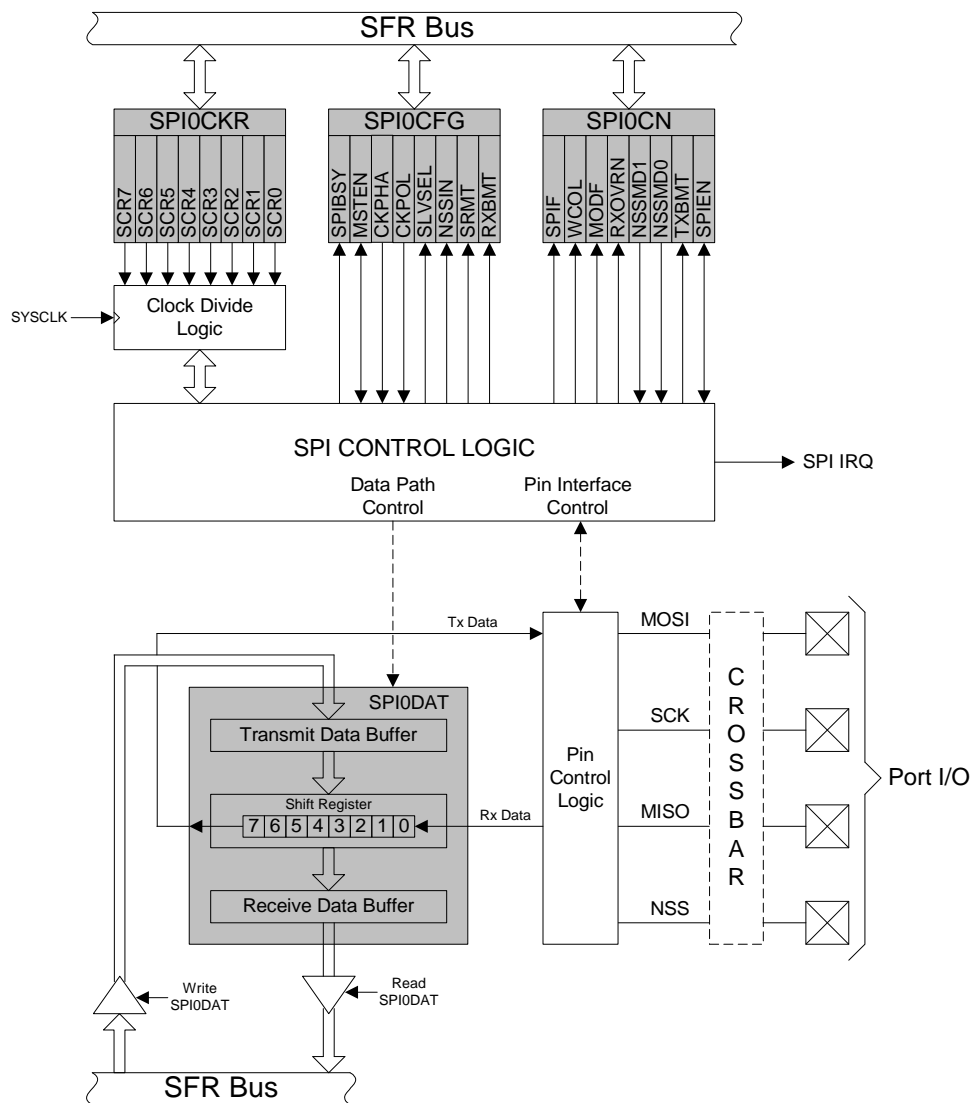 SFR Bus
SPI0CKR
SCR7
SCR6
SCR5
SCR4
SCR3
SCR2
SCR1
SCR0
SPI0CFG
SPIBSY
MSTEN
CKPHA
CKPOL
SLVSEL
NSSIN
SRMT
RXBMT
SPI0CN
SPIF
WCOL
MODF
RXOVRN
NSSMD1
NSSMD0
TXBMT
SPIEN
SYSCLK
Clock Divide
Logic
SPI CONTROL LOGIC
Data Path
Control
Pin Interface
Control
SPI IRQ
Tx Data
SPI0DAT
Transmit Data Buffer
Shift Register
7 6 5 4 3 2 1 0
Rx Data
Receive Data Buffer
Pin
Control
Logic
MOSI
SCK
MISO
NSS
CROSSBAR
Port I/O
Write
SPI0DAT
Read
SPI0DAT
SFR Bus